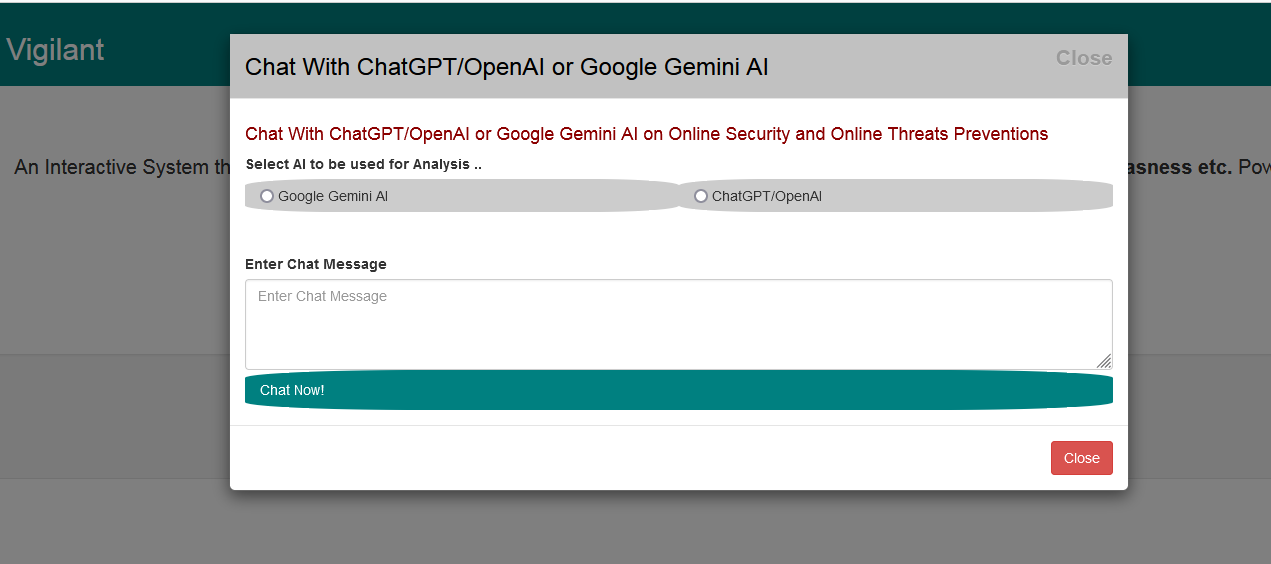 Vigilant
Chat With ChatGPT/OpenAI or Google Gemini AI
Close
Chat With ChatGPT/OpenAI or Google Gemini AI on Online Security and Online Threats Preventions
Select AI to be used for Analysis ..
Google Gemini AI
ChatGPT/OpenAI
An Interactive System th
asness etc. Pow
Enter Chat Message
Enter Chat Message
Chat Now!
Close